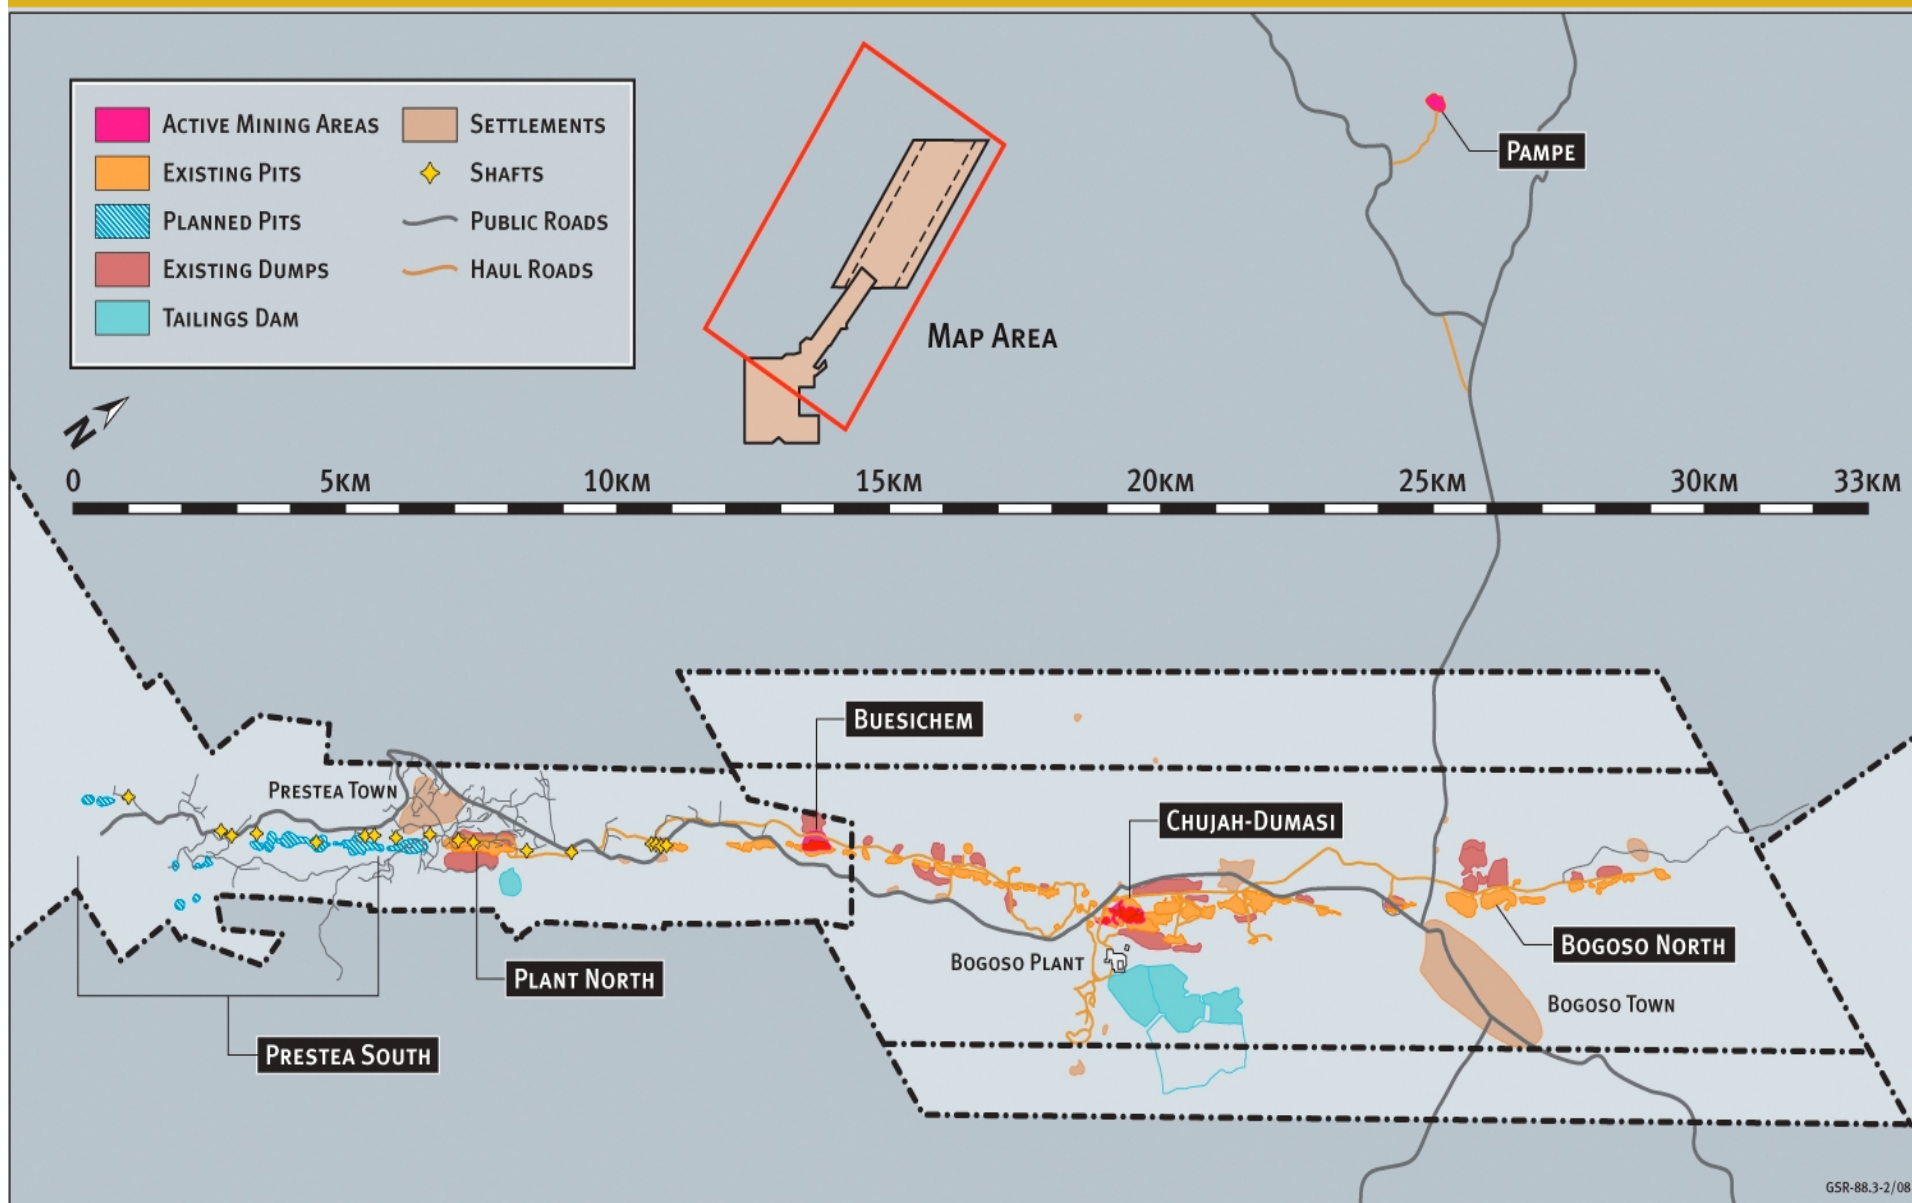 ACTIVE MINING AREAS
EXISTING PITS
PLANNED PITS
EXISTING DUMPS
TAILINGS DAM
SETTLEMENTS
SHAFTS
PUBLIC ROADS
HAUL ROADS
MAP AREA
PAMPE
N
0 5KM 10KM 15KM 20KM 25KM 30KM 33KM
BUESICHEM
PRESTEA TOWN
CHUJAH-DUMASI
BOGOSO NORTH
BOGOSO PLANT
PLANT NORTH
BOGOSO TOWN
PRESTEA SOUTH
GSR-88.3-2/08